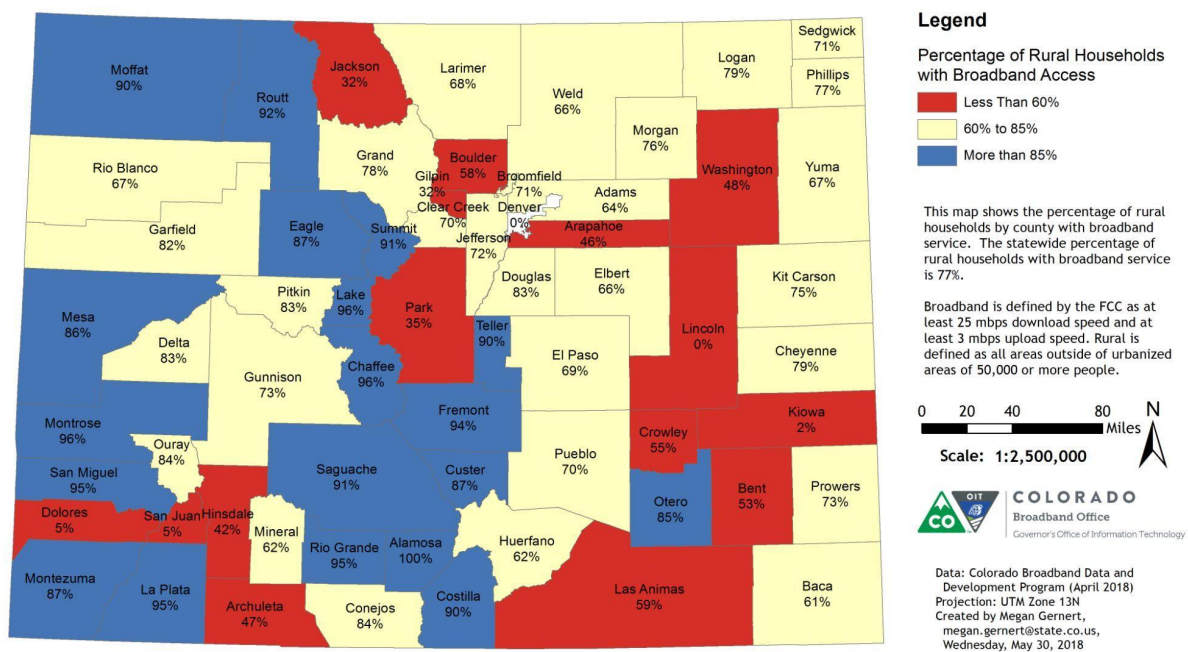 Moffat
90%
Routt
92%
Jackson
32%
Larimer
68%
Weld
66%
Logan
79%
Sedgwick
71%
Phillips
77%
Morgan
76%
Washington
48%
Yuma
67%
Rio Blanco
67%
Grand
78%
Boulder
58%
Gilpin
32%
Broomfield
71%
Clear Creek
70%
Denver
0%
Adams
64%
Arapahoe
46%
Garfield
82%
Eagle
87%
Summit
91%
Jefferson
72%
Douglas
83%
Elbert
66%
Kit Carson
75%
Pitkin
83%
Lake
96%
Park
35%
Mesa
86%
Delta
83%
Teller
90%
Lincoln
0%
Cheyenne
79%
Gunnison
73%
Chaffee
96%
El Paso
69%
Fremont
94%
Kiowa
2%
Montrose
96%
Ouray
84%
Crowley
55%
Pueblo
70%
San Miguel
95%
Saguache
91%
Custer
87%
Otero
85%
Bent
53%
Prowers
73%
Dolores
5%
San Juan
5%
Hinsdale
42%
Mineral
62%
Rio Grande
95%
Alamosa
100%
Huerfano
62%
Montezuma
87%
La Plata
95%
Archuleta
47%
Conejos
84%
Costilla
90%
Las Animas
59%
Baca
61%
Legend
Percentage of Rural Households
with Broadband Access
Less Than 60%
60% to 85%
More than 85%
This map shows the percentage of rural
households by county with broadband
service. The statewide percentage of
rural households with broadband service
is 77%.
Broadband is defined by the FCC as at
least 25 mbps download speed and at
least 3 mbps upload speed. Rural is
defined as all areas outside of urbanized
areas of 50,000 or more people.
0 20 40 80 Miles
N
Scale: 1:2,500,000
CO
OIT
COLORADO
Broadband Office
Governor's Office of Information Technology
Data: Colorado Broadband Data and
Development Program (April 2018)
Projection: UTM Zone 13N
Created by Megan Gernert,
megan.gernert@state.co.us,
Wednesday, May 30, 2018